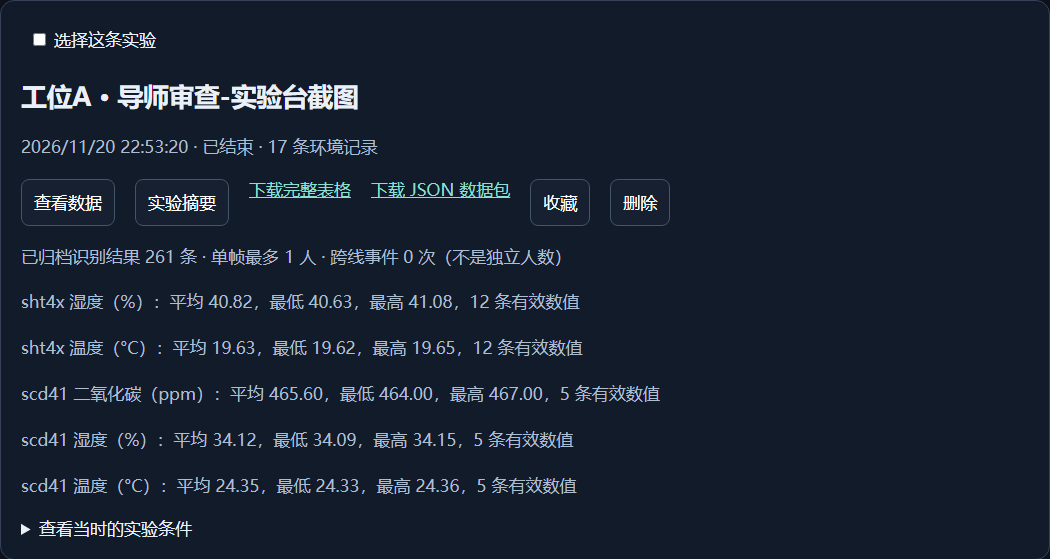 选择这条实验
工位A · 导师审查-实验台截图
2026/11/20 22:53:20 · 已结束 · 17 条环境记录
查看数据 实验摘要 下载完整表格 下载 JSON 数据包 收藏 删除
已归档识别结果 261 条 · 单帧最多 1 人 · 跨线事件 0 次（不是独立人数）
sht4x 湿度（%）：平均 40.82，最低 40.63，最高 41.08，12 条有效数值
sht4x 温度（°C）：平均 19.63，最低 19.62，最高 19.65，12 条有效数值
scd41 二氧化碳（ppm）：平均 465.60，最低 464.00，最高 467.00，5 条有效数值
scd41 湿度（%）：平均 34.12，最低 34.09，最高 34.15，5 条有效数值
scd41 温度（°C）：平均 24.35，最低 24.33，最高 24.36，5 条有效数值
查看当时的实验条件